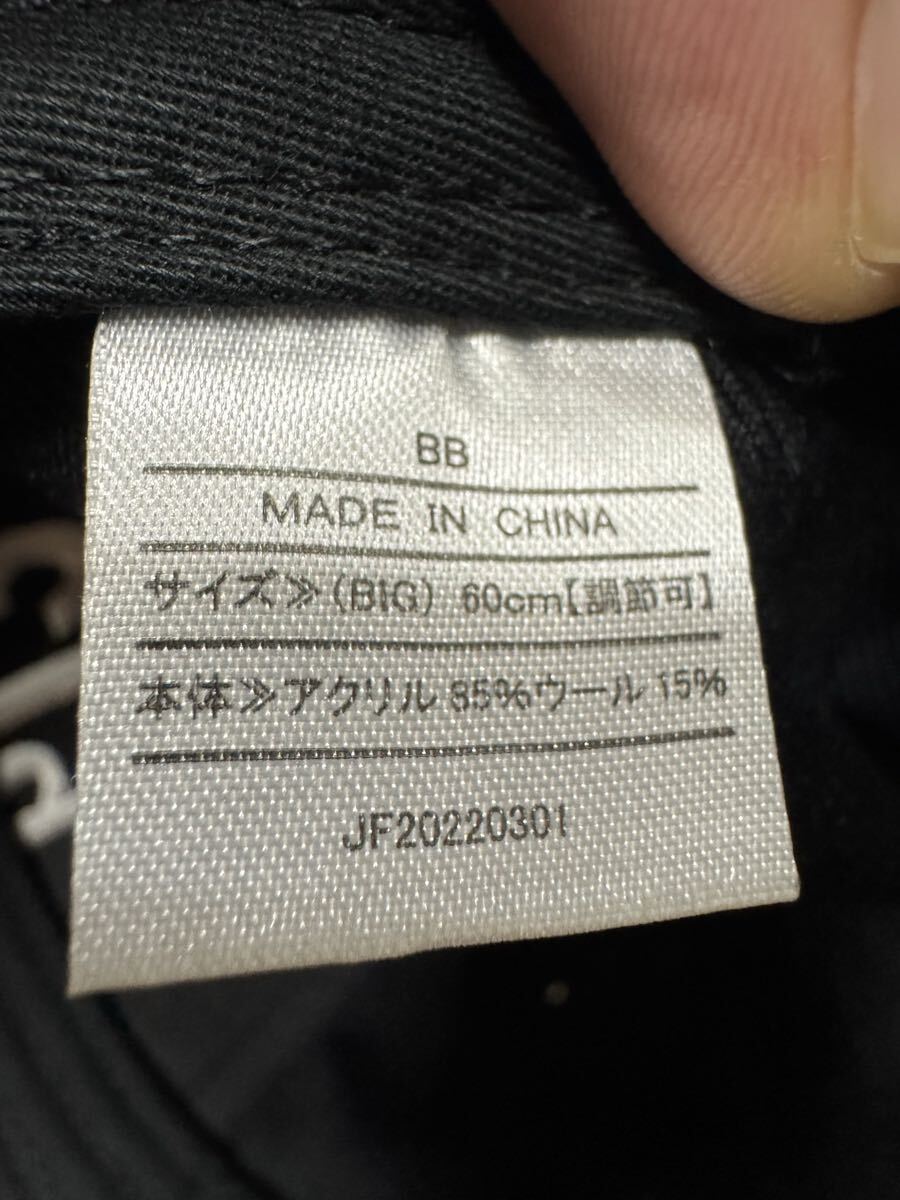 BB
MADE IN CHINA
サイズ≫(BIG) 60cm【調節可】
本体≫アクリル 85%ウール 15%
JF20220301